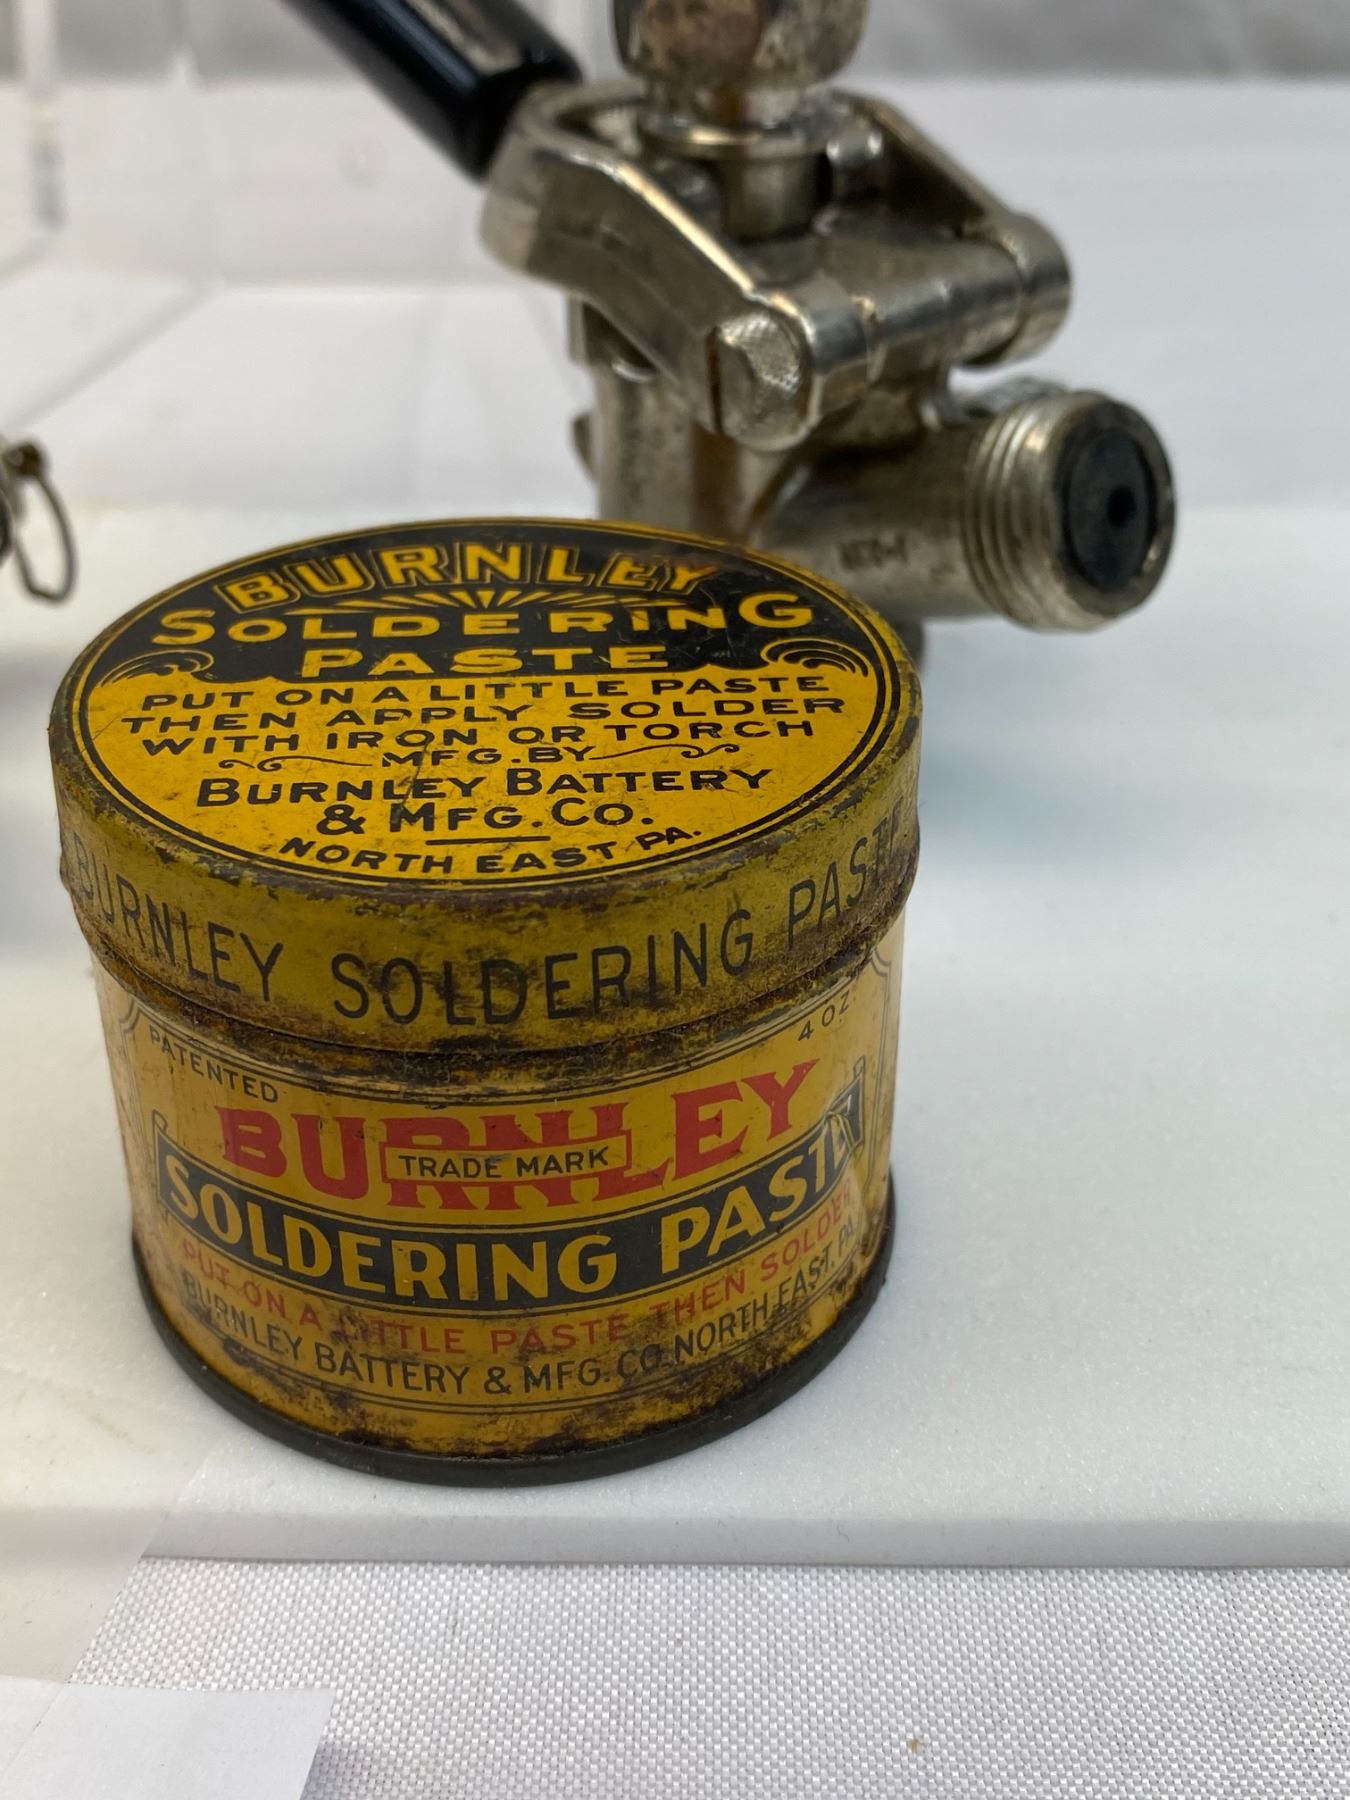 BURNLEY
SOLDERING
PASTE
PUT ON A LITTLE PASTE
THEN APPLY SOLDER
WITH IRON OR TORCH
MFG. BY
BURNLEY BATTERY
& MFG. CO.
NORTH EAST PA.
BURNLEY SOLDERING PASTE
PATENTED
4 OZ.
BURNLEY
TRADE MARK
SOLDERING PASTE
PUT ON A LITTLE PASTE THEN SOLDER
BURNLEY BATTERY & MFG. CO. NORTH EAST, PA.